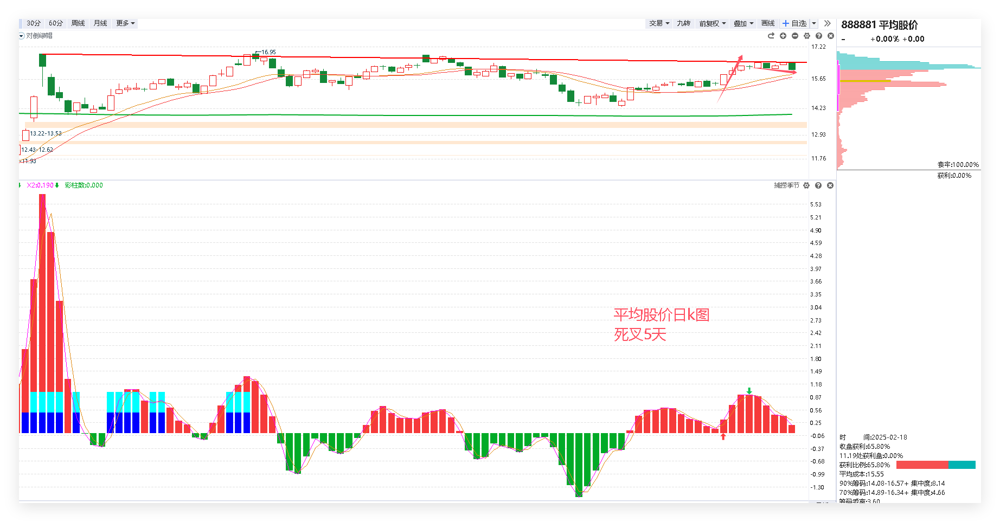 30分 60分 周线 月线 更多 交易 九转 前复权 叠加 画线 自选
888881 平均股价
- +0.00% +0.00
对倒绿唱
17.22
16.95
15.65
14.23
13.22-13.53
12.93
12.43-12.62
11.93
11.76
套牢:100.00%
获利:0.00%
X2:0.190 彩柱数:0.000
捕捞季节
5.53
5.21
4.90
4.59
4.28
3.97
3.66
3.35
3.04
2.73
2.42
2.11
1.80
1.49
1.18
0.87
0.56
0.25
-0.06
-0.37
-0.68
-0.99
-1.30
平均股价日k图
死叉5天
时 间:2025-02-18
收盘获利:65.80%
11.19处获利盘:0.00%
获利比例:65.80%
平均成本:15.55
90%筹码:14.08-16.57+ 集中度:8.14
70%筹码:14.89-16.34+ 集中度:4.66
筹码乖离:3.60